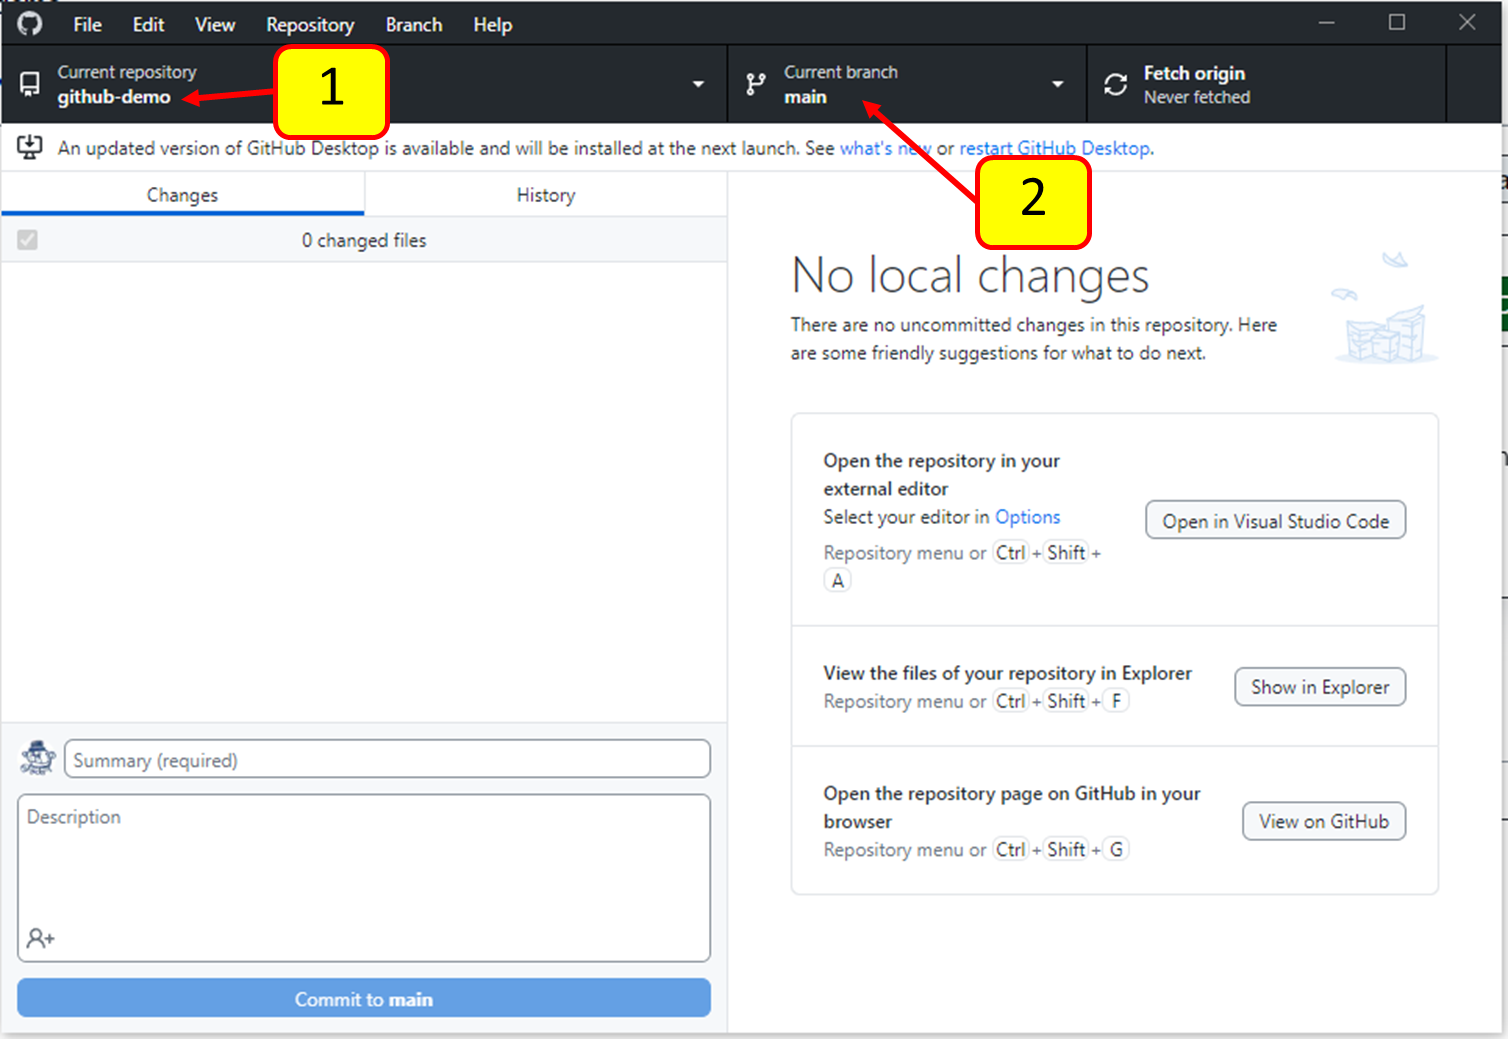 File Edit View Repository Branch Help
Current repository
github-demo
1
Current branch
main
Fetch origin
Never fetched
An updated version of GitHub Desktop is available and will be installed at the next launch. See what's new or restart GitHub Desktop.
2
Changes
History
0 changed files
No local changes
There are no uncommitted changes in this repository. Here
are some friendly suggestions for what to do next.
Open the repository in your
external editor
Select your editor in Options
Repository menu or Ctrl + Shift +
A
Open in Visual Studio Code
View the files of your repository in Explorer
Repository menu or Ctrl + Shift + F
Show in Explorer
Open the repository page on GitHub in your
browser
Repository menu or Ctrl + Shift + G
View on GitHub
Summary (required)
Description
Commit to main